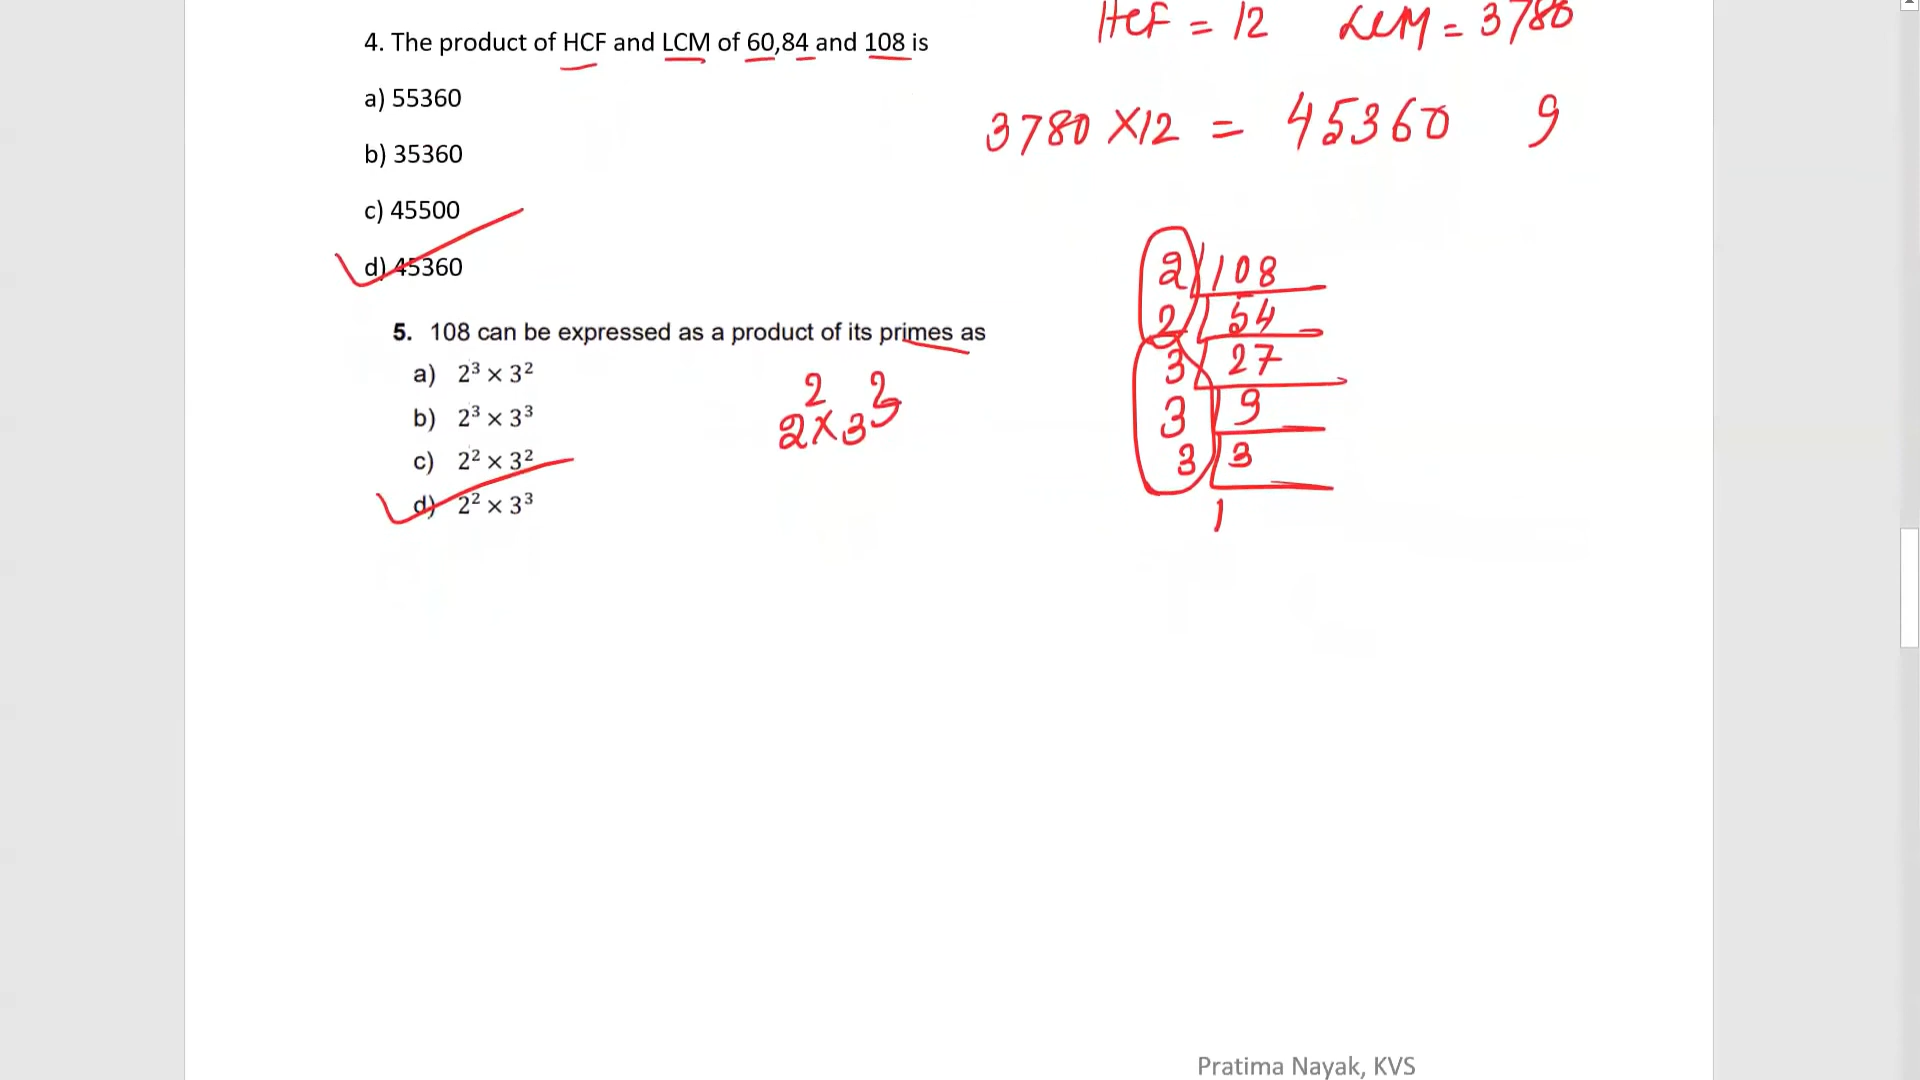 HCF = 12 LCM = 3780
4. The product of HCF and LCM of 60,84 and 108 is
a) 55360
3780 X12 = 45360 9
b) 35360
c) 45500
d) 45360
2 108
2 54
5. 108 can be expressed as a product of its primes as
3 27
a) 2³ × 3²
3 9
b) 2³ × 3³
2² × 3³
3 3
c) 2² × 3²
d) 2² × 3³
1
Pratima Nayak, KVS